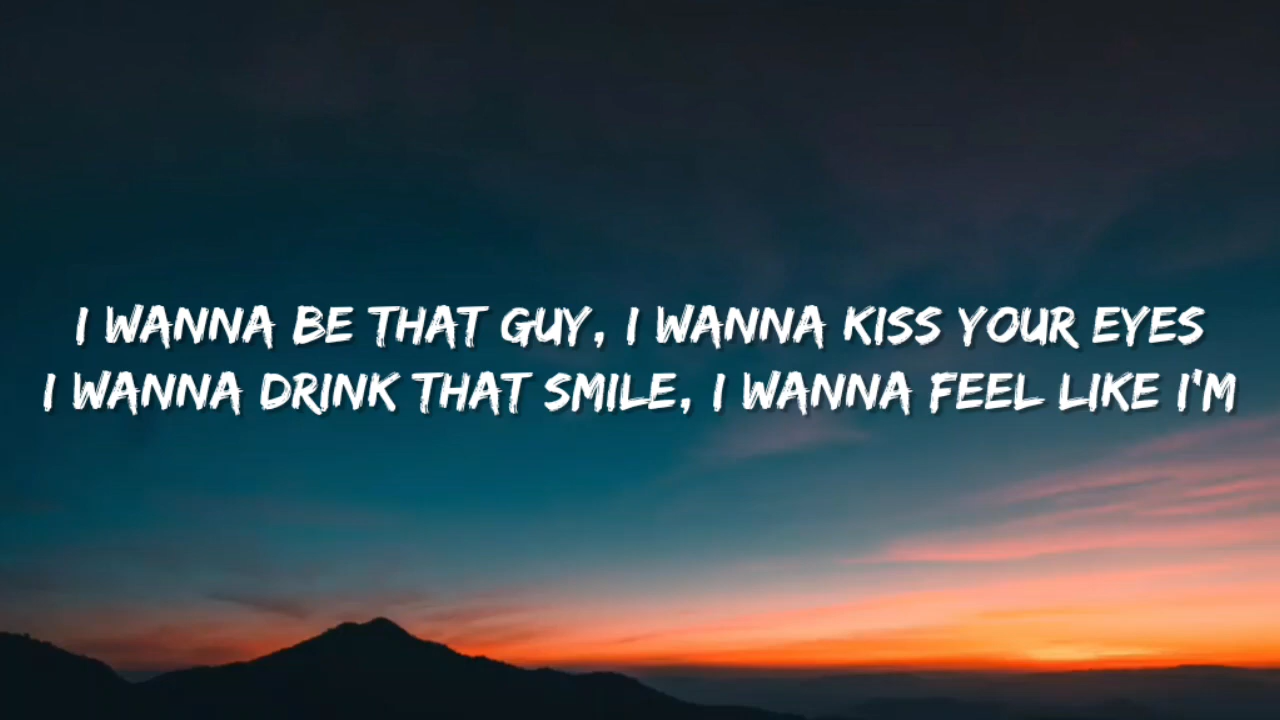 I WANNA BE THAT GUY, I WANNA KISS YOUR EYES
I WANNA DRINK THAT SMILE, I WANNA FEEL LIKE I'M